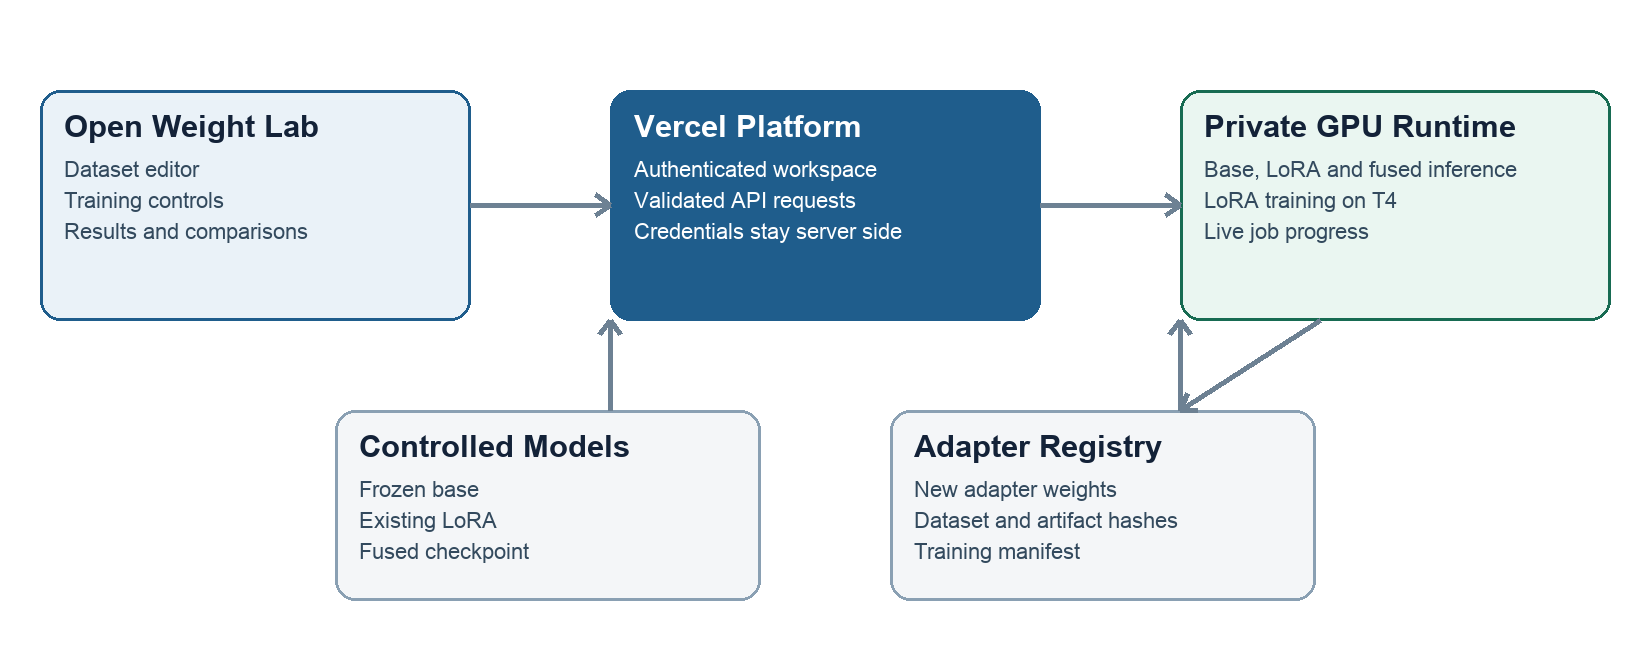 Open Weight Lab
Dataset editor
Training controls
Results and comparisons
Vercel Platform
Authenticated workspace
Validated API requests
Credentials stay server side
Private GPU Runtime
Base, LoRA and fused inference
LoRA training on T4
Live job progress
Controlled Models
Frozen base
Existing LoRA
Fused checkpoint
Adapter Registry
New adapter weights
Dataset and artifact hashes
Training manifest